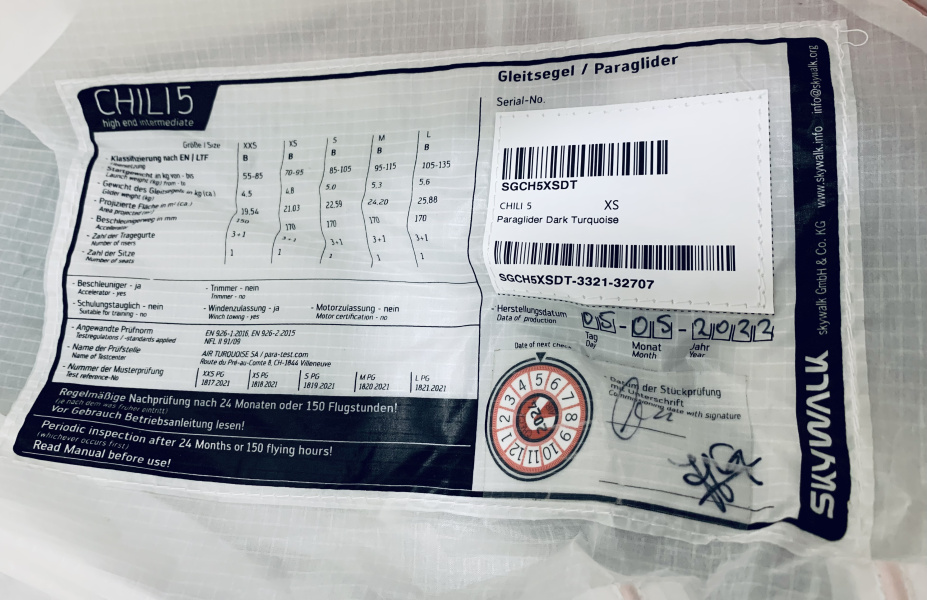 CHILI5
high end intermediate
Größe / Size XXS XS S M L
- Klassifizierung nach EN | LTF B B B B B
Startgewicht in kg von - bis 55-85 70-95 85-105 95-115 105-135
Launch weight (kg) from - to
- Gewicht des Gleitsegels in kg (ca.) 4.5 4.8 5.0 5.3 5.6
Glider weight (kg)
- Projizierte Fläche in m² (ca.) 19.54 21.03 22.59 24.20 25.88
Area projected m²
- Beschleunigerweg in mm 150 170 170 170 170
Accelerator
- Zahl der Tragegurte 3+1 3+1 3+1 3+1 3+1
Number of risers
- Zahl der Sitze 1 1 1 1 1
Number of seats
- Beschleuniger - ja - Trimmer - nein
Accelerator - yes Trimmer - no
- Schulungstauglich - nein - Windenzulassung - ja - Motorzulassung - nein
Suitable for training - no Winch towing - yes Motor certification - no
- Angewandte Prüfnorm EN 926-1:2016, EN 926-2:2015
Testregulations / -standards applied NFL II 91/09
- Name der Prüfstelle AIR TURQUOISE SA / para-test.com
Name of Testcenter Route du Pré-au-Comte 8, CH-1844 Villeneuve
- Nummer der Musterprüfung XXS PG XS PG S PG M PG L PG
Test reference-No 1817.2021 1818.2021 1819.2021 1820.2021 1821.2021
Regelmäßige Nachprüfung nach 24 Monaten oder 150 Flugstunden!
(je nach dem was früher eintritt)
Vor Gebrauch Betriebsanleitung lesen!
Periodic inspection after 24 Months or 150 flying hours!
(whichever occurs first)
Read Manual before use!
Gleitsegel / Paraglider
Serial-No.
SGCH5XSDT
CHILI 5 XS
Paraglider Dark Turquoise
SGCH5XSDT-3321-32707
- Herstellungsdatum
Date of production
05-05-2022
Tag Monat Jahr
Day Month Year
Date of next check
1 2 3 4 5 6 7 8 9 10 11 12
202
- Datum der Stückprüfung
mit Unterschrift
Commissioning date with signature
skywalk GmbH & Co. KG www.skywalk.info info@skywalk.org
SKYWALK